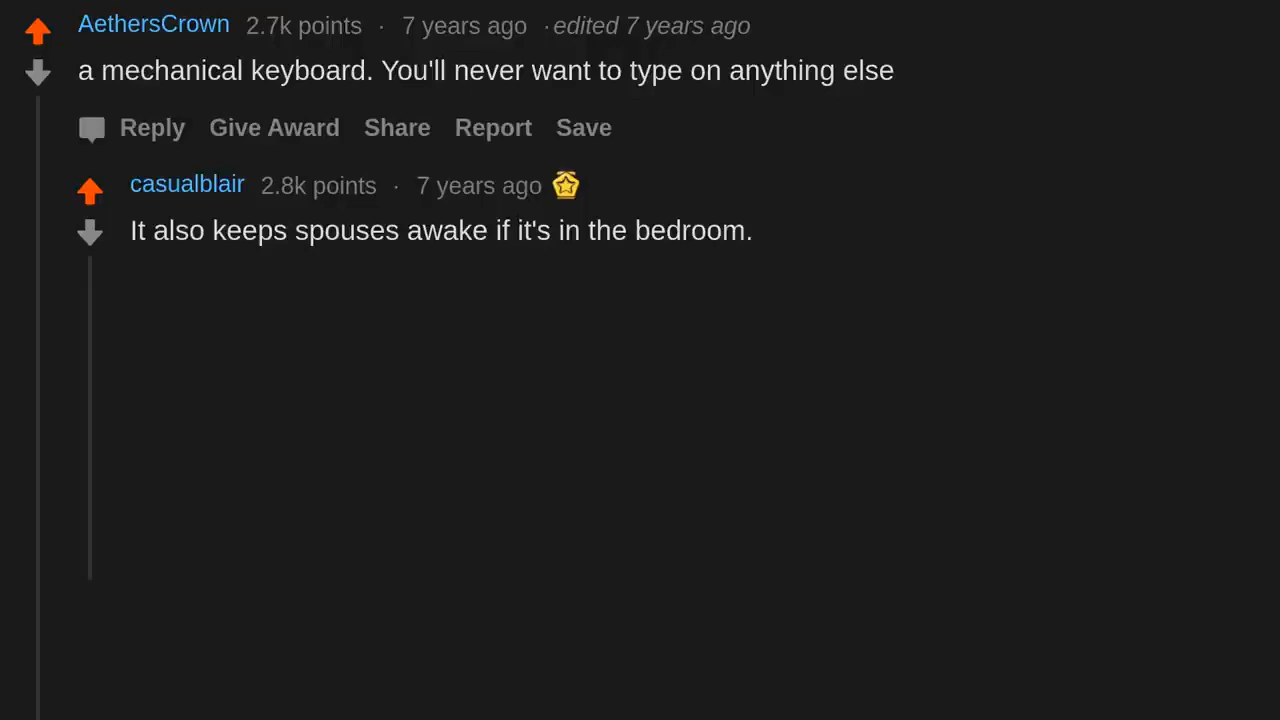 AethersCrown 2.7k points · 7 years ago · edited 7 years ago
a mechanical keyboard. You'll never want to type on anything else
Reply Give Award Share Report Save
casualblair 2.8k points · 7 years ago
It also keeps spouses awake if it's in the bedroom.